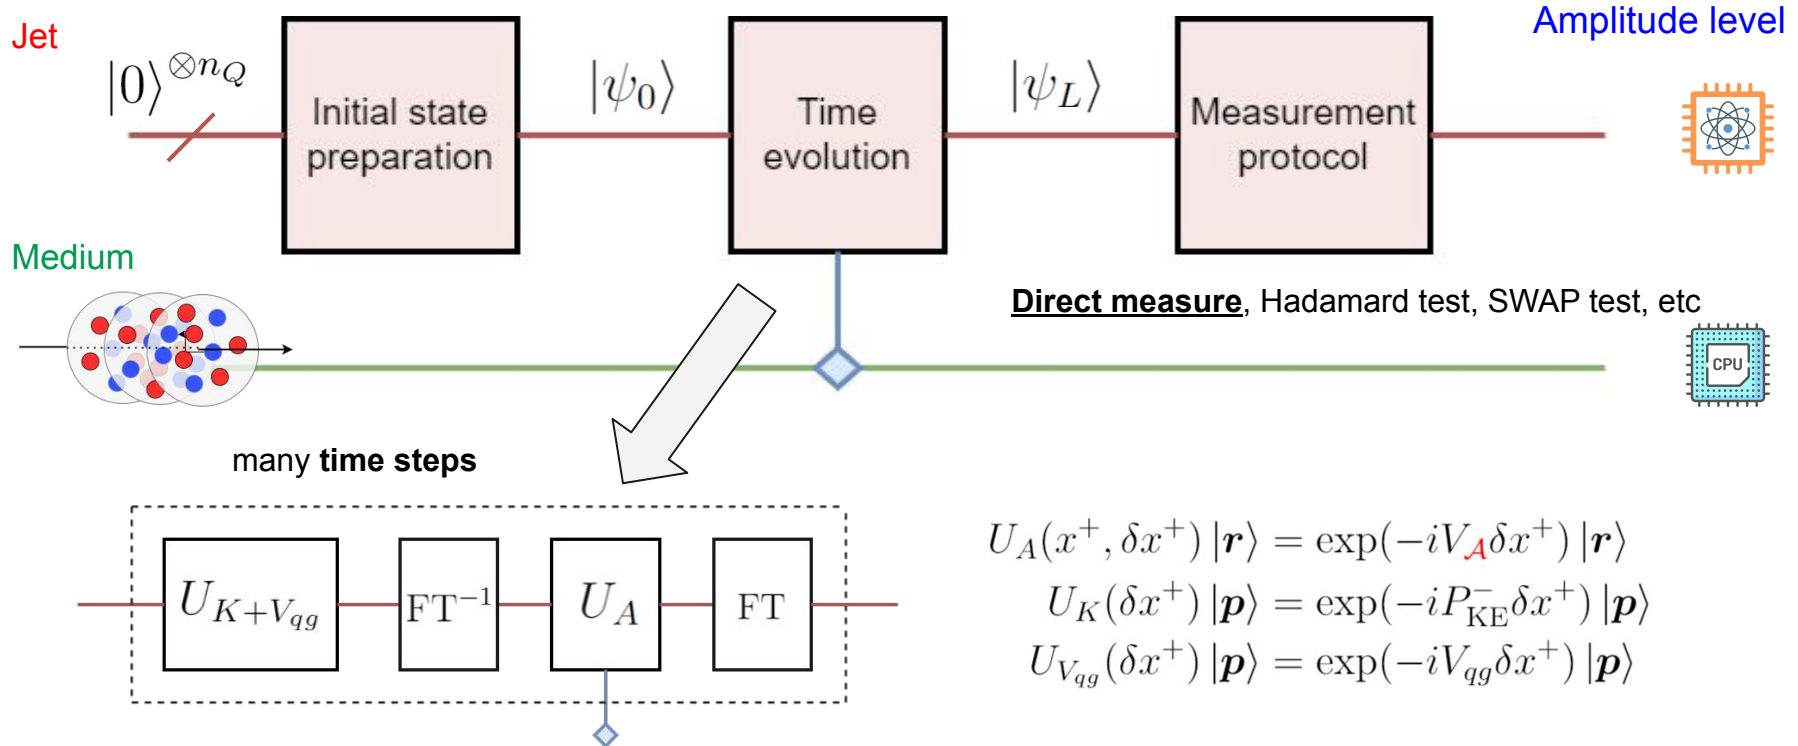 Jet
Amplitude level
|0⟩^{⊗n_Q}
Initial state
preparation
|ψ_0⟩
Time
evolution
|ψ_L⟩
Measurement
protocol
Medium
Direct measure, Hadamard test, SWAP test, etc
CPU
many time steps
U_{K+V_{qg}}
FT^{-1}
U_A
FT
U_A(x^+, δx^+) |r⟩ = exp(−iV_𝒜 δx^+) |r⟩
U_K(δx^+) |p⟩ = exp(−iP^−_{KE} δx^+) |p⟩
U_{V_{qg}}(δx^+) |p⟩ = exp(−iV_{qg} δx^+) |p⟩